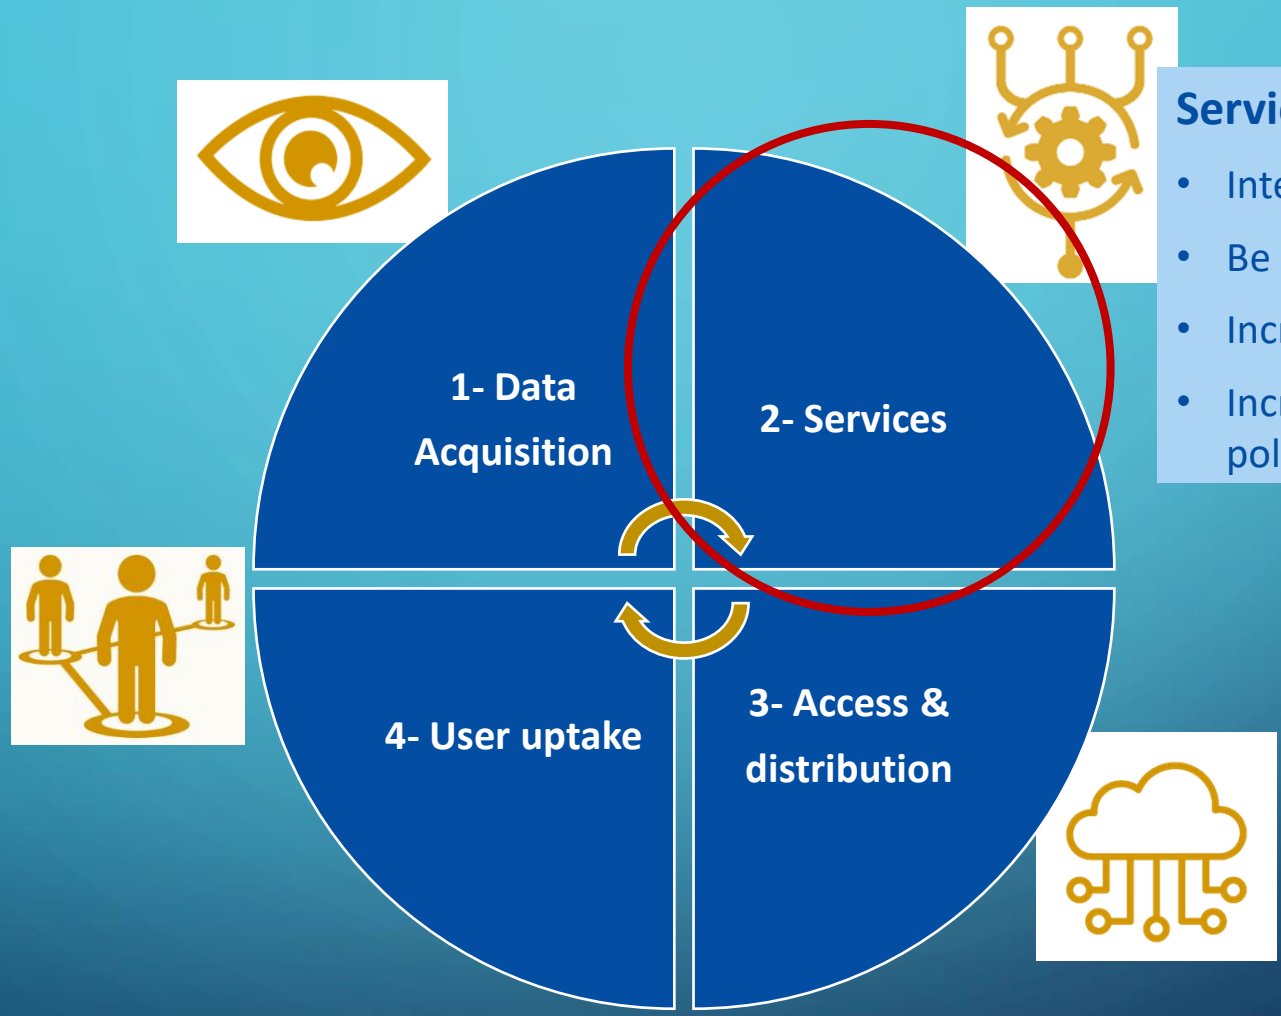 1- Data
Acquisition
2- Services
3- Access &
distribution
4- User uptake
Be